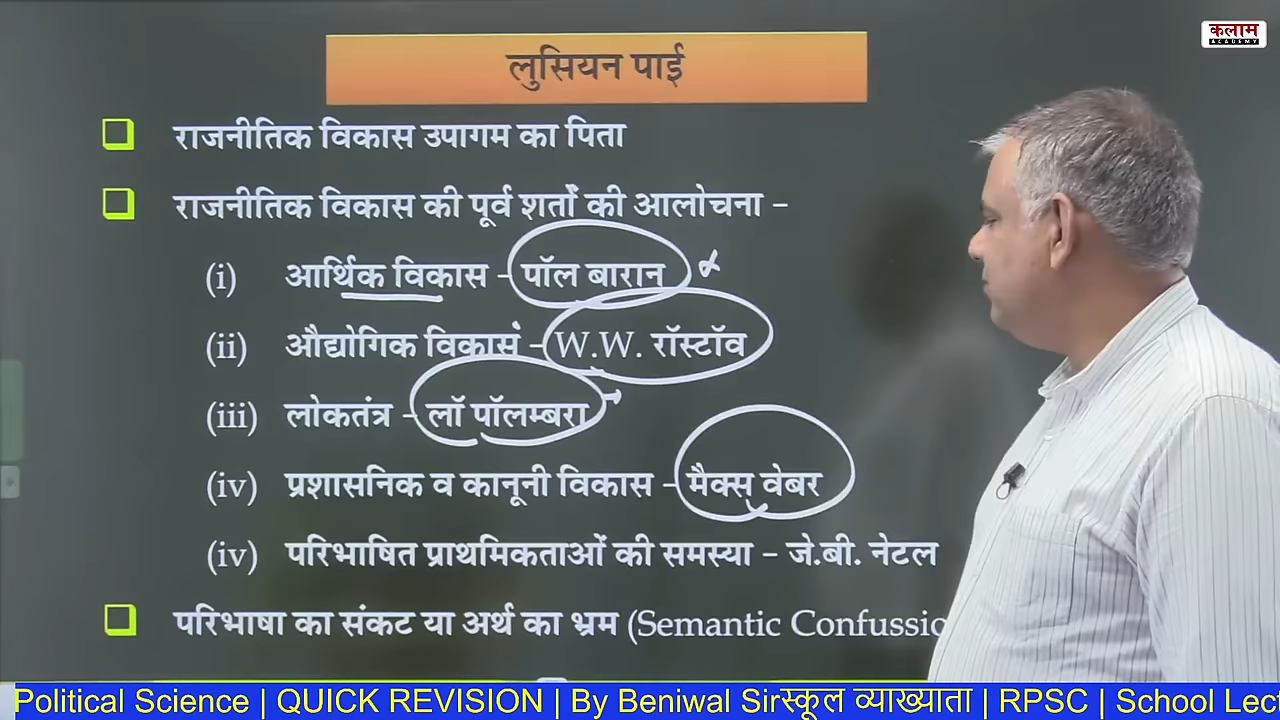 कलाम
ACADEMY
लुसियन पाई
राजनीतिक विकास उपागम का पिता
राजनीतिक विकास की पूर्व शर्तों की आलोचना –
(i) आर्थिक विकास – पॉल बारान
(ii) औद्योगिक विकास – W.W. रॉस्टॉव
(iii) लोकतंत्र – लॉ पॉलम्बरा
(iv) प्रशासनिक व कानूनी विकास – मैक्स वेबर
(iv) परिभाषित प्राथमिकताओं की समस्या – जे.बी. नेटल
परिभाषा का संकट या अर्थ का भ्रम (Semantic Confussio
Political Science | QUICK REVISION | By Beniwal Sirस्कूल व्याख्याता | RPSC | School Lect